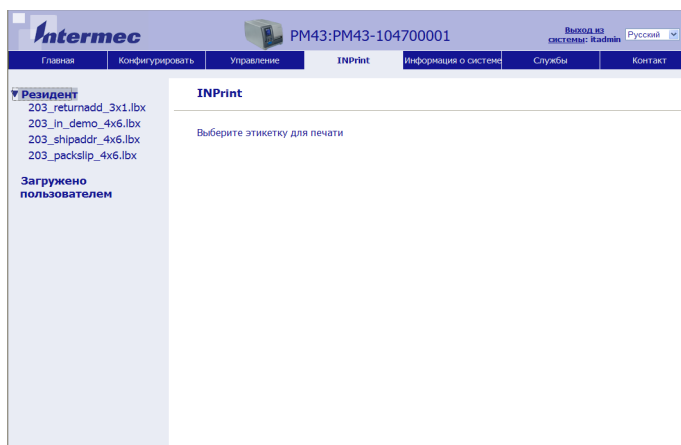 Intermec
PM43:PM43-104700001
Выход из
системы: itadmin
Русский
Главная
Конфигурировать
Управление
INPrint
Информация о системе
Службы
Контакт
Резидент
203_returnadd_3x1.lbx
203_in_demo_4x6.lbx
203_shipaddr_4x6.lbx
203_packslip_4x6.lbx
Загружено
пользователем
INPrint
Выберите этикетку для печати